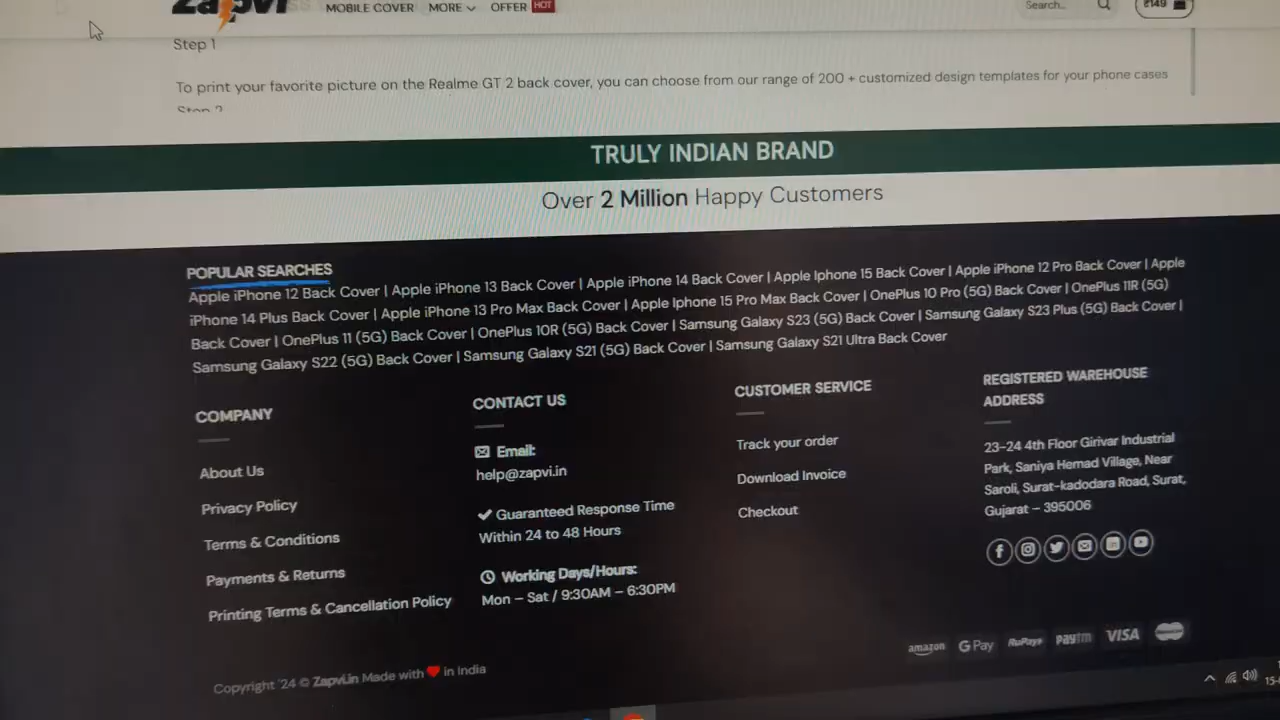 Zapvi
MOBILE COVER MORE OFFER HOT
Search..
₹149
Step 1
To print your favorite picture on the Realme GT 2 back cover, you can choose from our range of 200 + customized design templates for your phone cases
Step 2
TRULY INDIAN BRAND
Over 2 Million Happy Customers
POPULAR SEARCHES
Apple iPhone 12 Back Cover | Apple iPhone 13 Back Cover | Apple iPhone 14 Back Cover | Apple Iphone 15 Back Cover | Apple iPhone 12 Pro Back Cover | Apple
iPhone 14 Plus Back Cover | Apple iPhone 13 Pro Max Back Cover | Apple Iphone 15 Pro Max Back Cover | OnePlus 10 Pro (5G) Back Cover | OnePlus 11R (5G)
Back Cover | OnePlus 11 (5G) Back Cover | OnePlus 10R (5G) Back Cover | Samsung Galaxy S23 (5G) Back Cover | Samsung Galaxy S23 Plus (5G) Back Cover |
Samsung Galaxy S22 (5G) Back Cover | Samsung Galaxy S21 (5G) Back Cover | Samsung Galaxy S21 Ultra Back Cover
COMPANY
About Us
Privacy Policy
Terms & Conditions
Payments & Returns
Printing Terms & Cancellation Policy
CONTACT US
Email:
help@zapvi.in
Guaranteed Response Time
Within 24 to 48 Hours
Working Days/Hours:
Mon – Sat / 9:30AM – 6:30PM
CUSTOMER SERVICE
Track your order
Download Invoice
Checkout
REGISTERED WAREHOUSE
ADDRESS
23-24 4th Floor Girivar Industrial
Park, Saniya Hemad Village, Near
Saroli, Surat-kadodara Road, Surat,
Gujarat – 395006
amazon G Pay RuPay Paytm VISA
Copyright '24 © Zapvi.in Made with ❤ in India